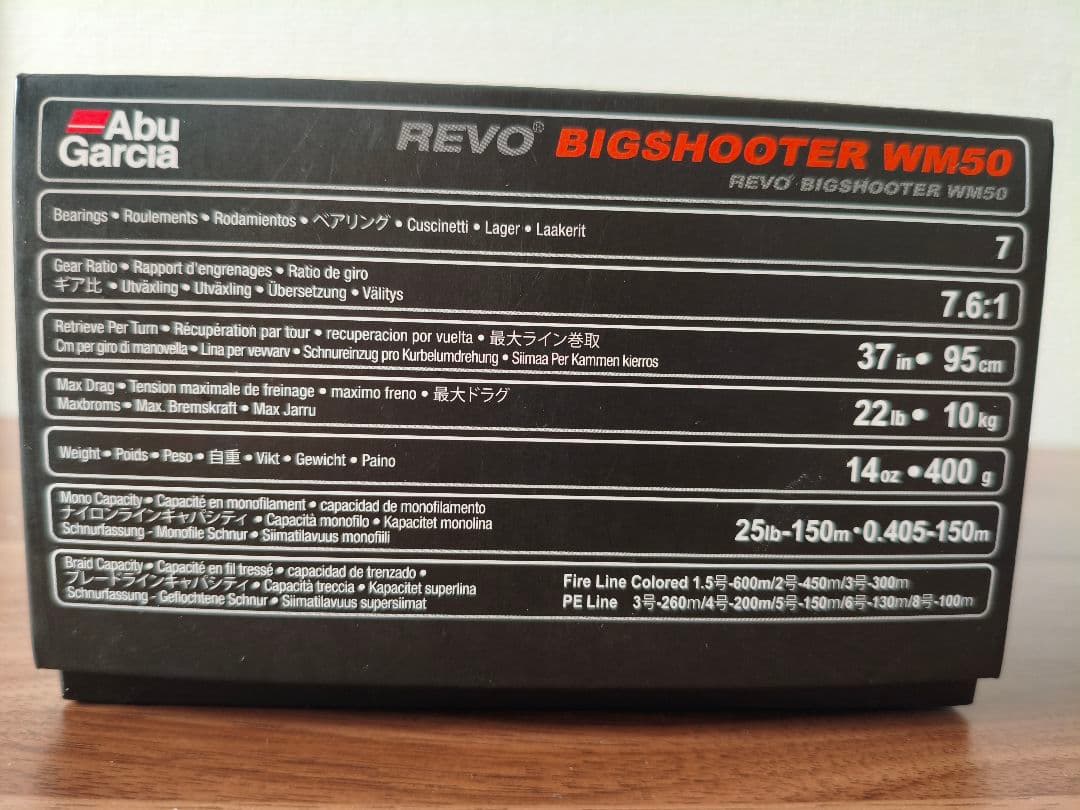 Abu
Garcia
REVO® BIGSHOOTER WM50
REVO® BIGSHOOTER WM50
Bearings • Roulements • Rodamientos • ベアリング • Cuscinetti • Lager • Laakerit
7
Gear Ratio • Rapport d'engrenages • Ratio de giro
ギア比 • Utväxling • Utväxling • Übersetzung • Välitys
7.6:1
Retrieve Per Turn • Récupération par tour • recuperacion por vuelta • 最大ライン巻取
Cm per giro di manovella • Lina per vevvarv • Schnureinzug pro Kurbelumdrehung • Siimaa Per Kammen kierros
37in • 95cm
Max Drag • Tension maximale de freinage • maximo freno • 最大ドラグ
Maxbroms • Max. Bremskraft • Max Jarru
22lb • 10kg
Weight • Poids • Peso • 自重 • Vikt • Gewicht • Paino
14oz • 400 g
Mono Capacity • Capacité en monofilament • capacidad de monofilamento
ナイロンラインキャパシティ • Capacità monofilo • Kapacitet monolina
Schnurfassung - Monofile Schnur • Siimatilavuus monofiili
25lb-150m • 0.405-150m
Braid Capacity • Capacité en fil tressé • capacidad de trenzado •
ブレードラインキャパシティ • Capacità treccia • Kapacitet superlina
Schnurfassung - Geflochtene Schnur • Siimatilavuus supersiimat
Fire Line Colored 1.5号-600m/2号-450m/3号-300m
PE Line 3号-260m/4号-200m/5号-150m/6号-130m/8号-100m